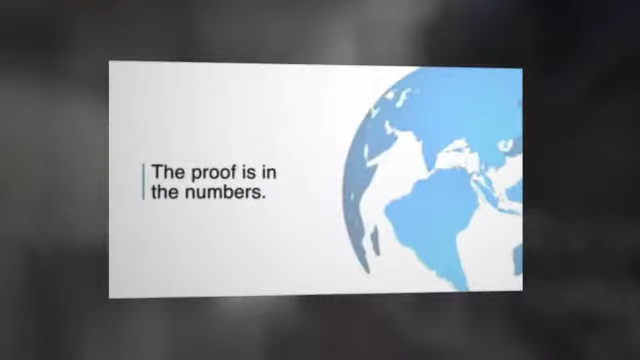 The proof is in
the numbers.